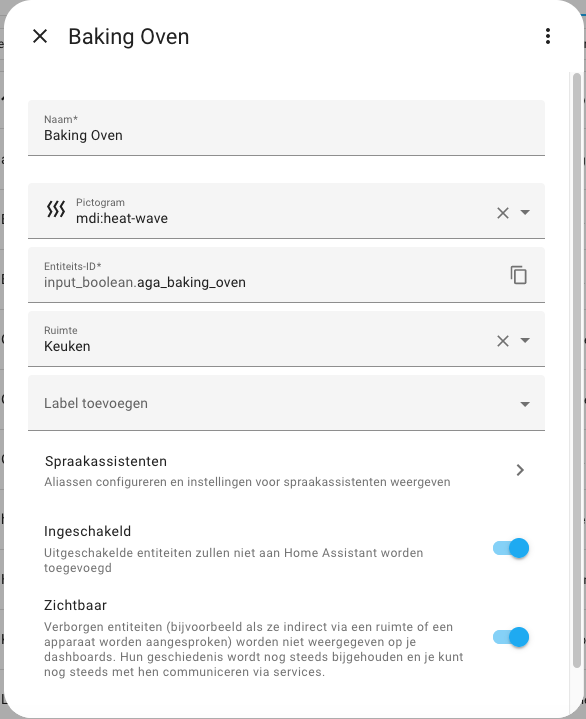 Baking Oven
Naam*
Baking Oven
Pictogram
mdi:heat-wave
Entiteits-ID*
input_boolean.aga_baking_oven
Ruimte
Keuken
Label toevoegen
Spraakassistenten
Aliassen configureren en instellingen voor spraakassistenten weergeven
Ingeschakeld
Uitgeschakelde entiteiten zullen niet aan Home Assistant worden
toegevoegd
Zichtbaar
Verborgen entiteiten (bijvoorbeeld als ze indirect via een ruimte of een
apparaat worden aangesproken) worden niet weergegeven op je
dashboards. Hun geschiedenis wordt nog steeds bijgehouden en je kunt
nog steeds met hen communiceren via services.